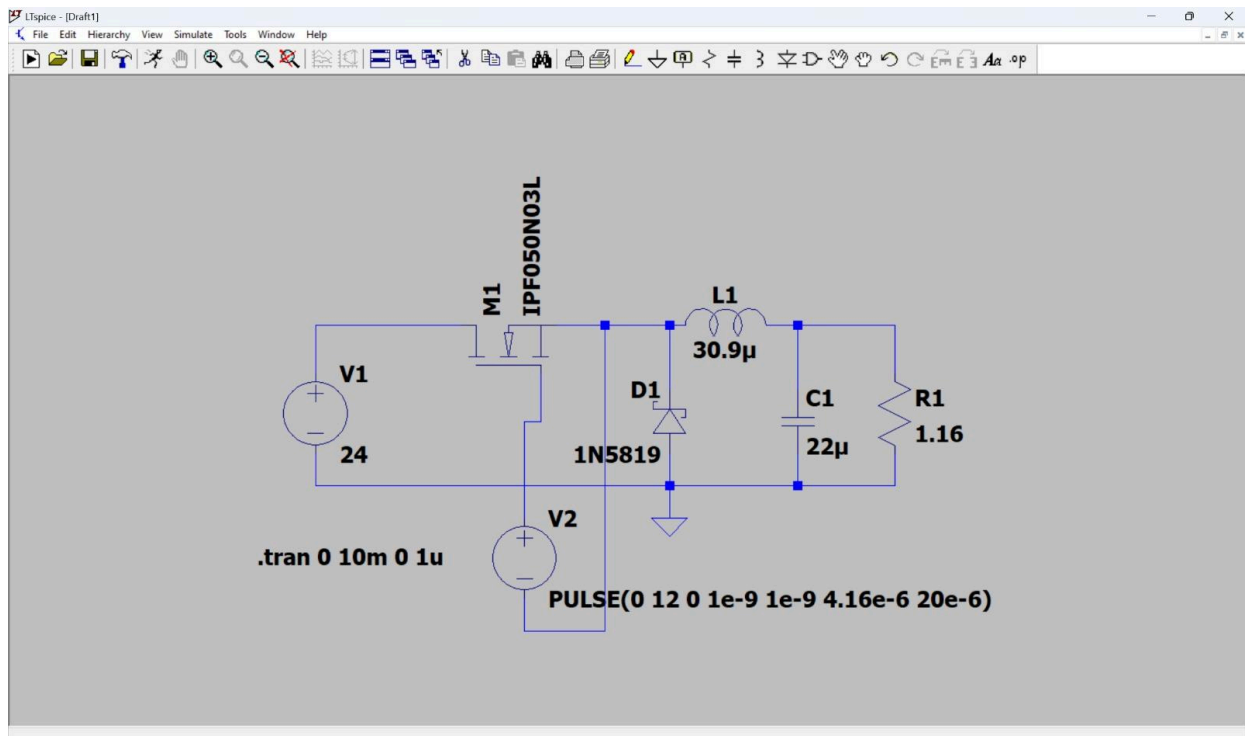 LTspice - [Draft1]
File Edit Hierarchy View Simulate Tools Window Help
Aa .op
M1
IPF050N03L
L1
30.9µ
V1
24
D1
1N5819
C1
22µ
R1
1.16
V2
.tran 0 10m 0 1u
PULSE(0 12 0 1e-9 1e-9 4.16e-6 20e-6)